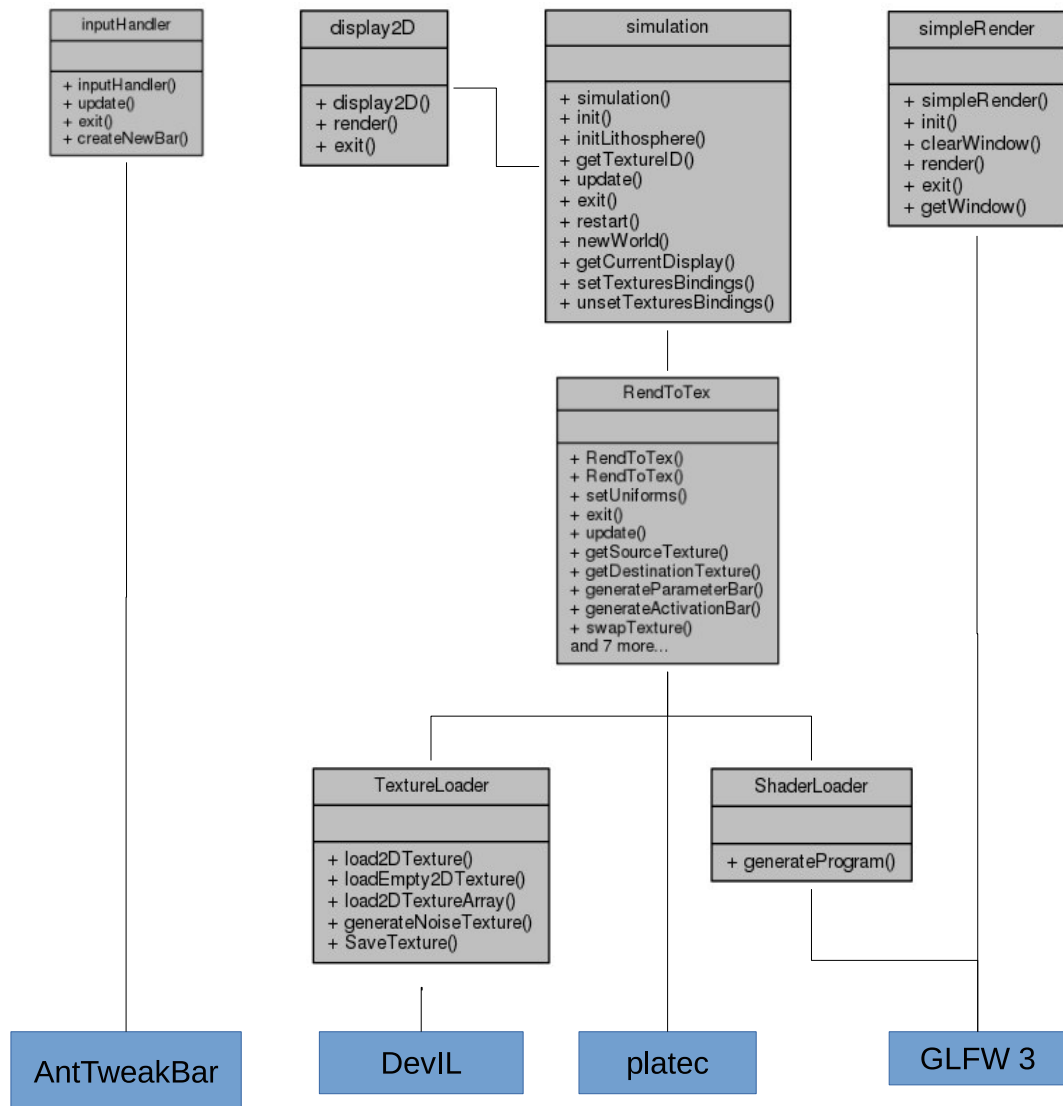 inputHandler
+ inputHandler()
+ update()
+ exit()
+ createNewBar()
display2D
+ display2D()
+ render()
+ exit()
simulation
+ simulation()
+ init()
+ initLithosphere()
+ getTextureID()
+ update()
+ exit()
+ restart()
+ newWorld()
+ getCurrentDisplay()
+ setTexturesBindings()
+ unsetTexturesBindings()
simpleRender
+ simpleRender()
+ init()
+ clearWindow()
+ render()
+ exit()
+ getWindow()
RendToTex
+ RendToTex()
+ RendToTex()
+ setUniforms()
+ exit()
+ update()
+ getSourceTexture()
+ getDestinationTexture()
+ generateParameterBar()
+ generateActivationBar()
+ swapTexture()
and 7 more...
TextureLoader
+ load2DTexture()
+ loadEmpty2DTexture()
+ load2DTextureArray()
+ generateNoiseTexture()
+ SaveTexture()
ShaderLoader
+ generateProgram()
AntTweakBar
DevIL
platec
GLFW 3